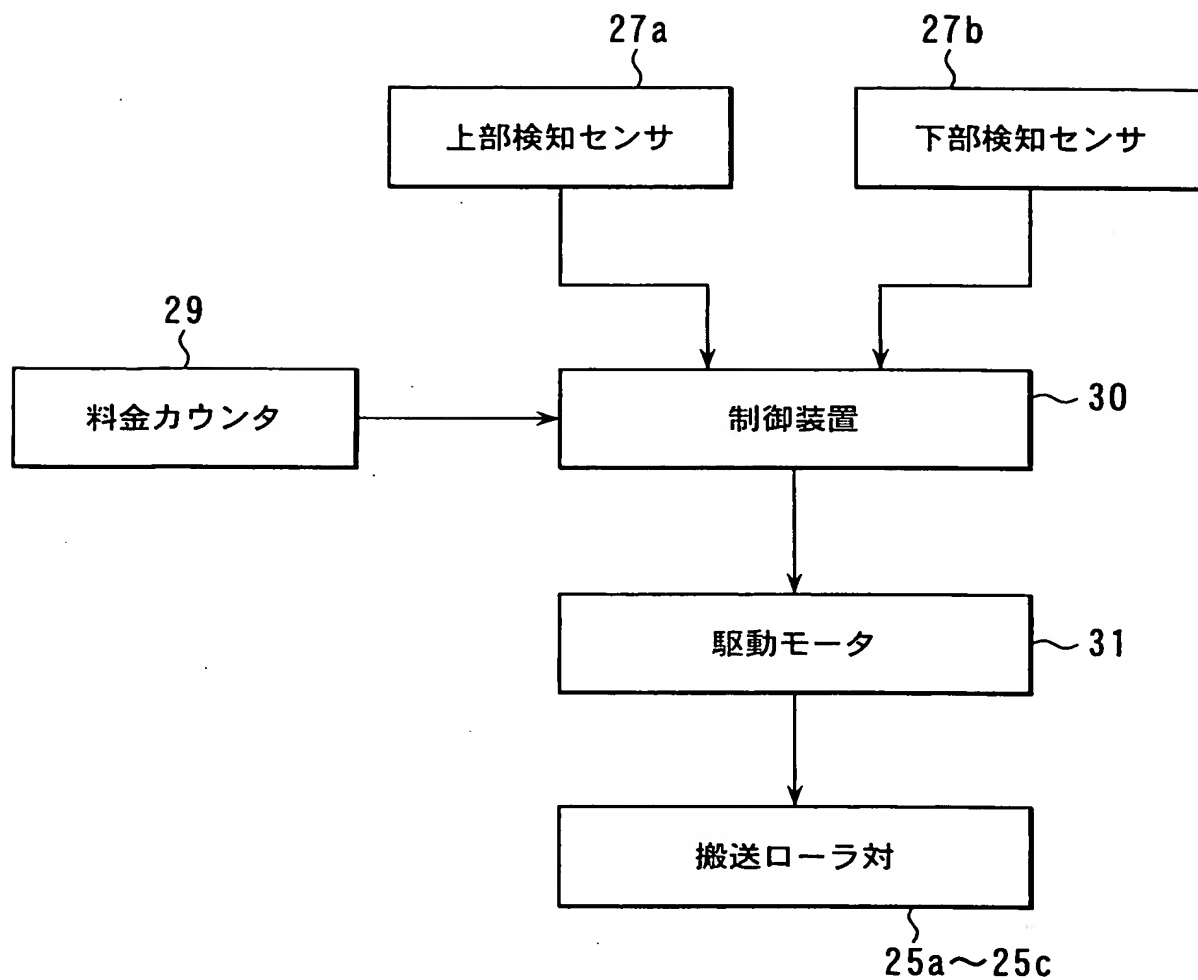 27a
27b
上部検知センサ
下部検知センサ
29
料金カウンタ
制御装置
30
駆動モータ
31
搬送ローラ対
25a〜25c